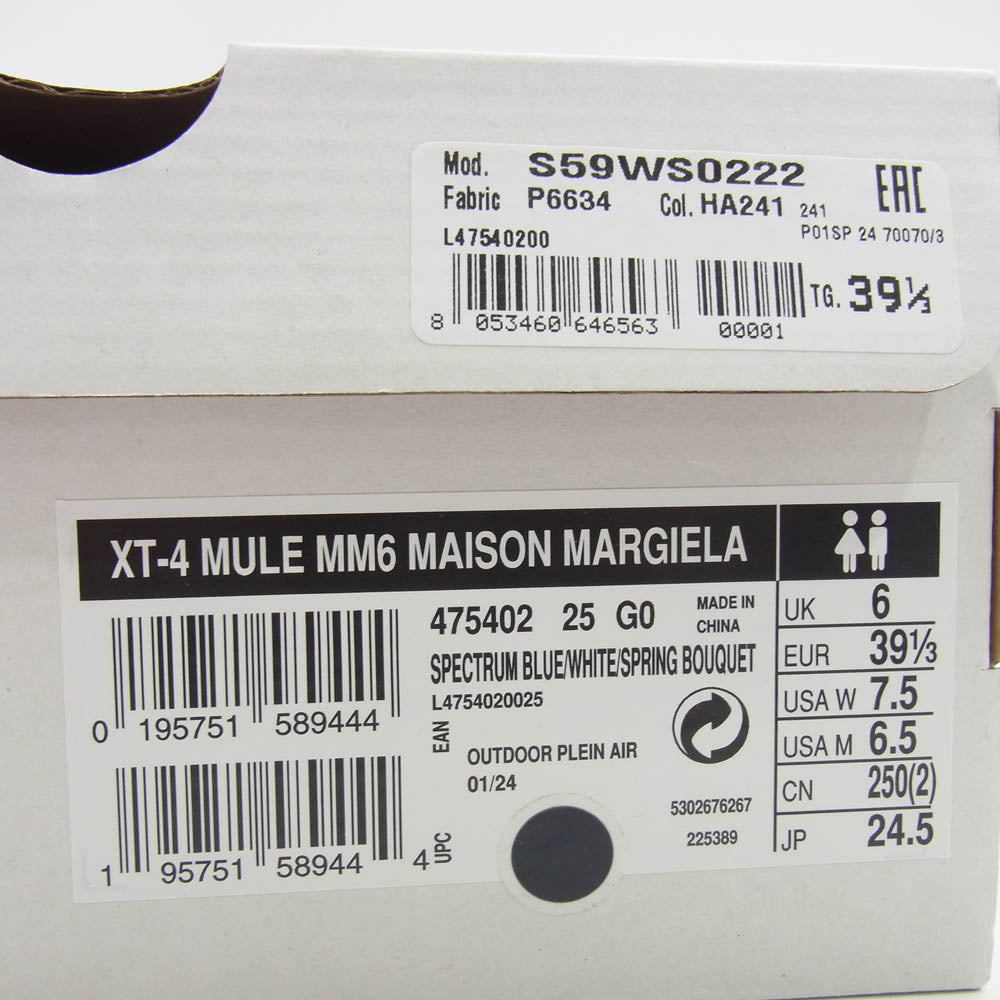 Mod. S59WS0222
EAC
Fabric P6634 Col. HA241 241
L47540200 P01SP 24 70070/3
TG. 39⅓
8 053460 646563 00001
XT-4 MULE MM6 MAISON MARGIELA
475402 25 G0 MADE IN
CHINA
SPECTRUM BLUE/WHITE/SPRING BOUQUET
L4754020025
0 195751 589444
EAN
OUTDOOR PLEIN AIR
01/24
5302676267
225389
1 95751 58944 4
UPC
UK 6
EUR 39⅓
USA W 7.5
USA M 6.5
CN 250(2)
JP 24.5